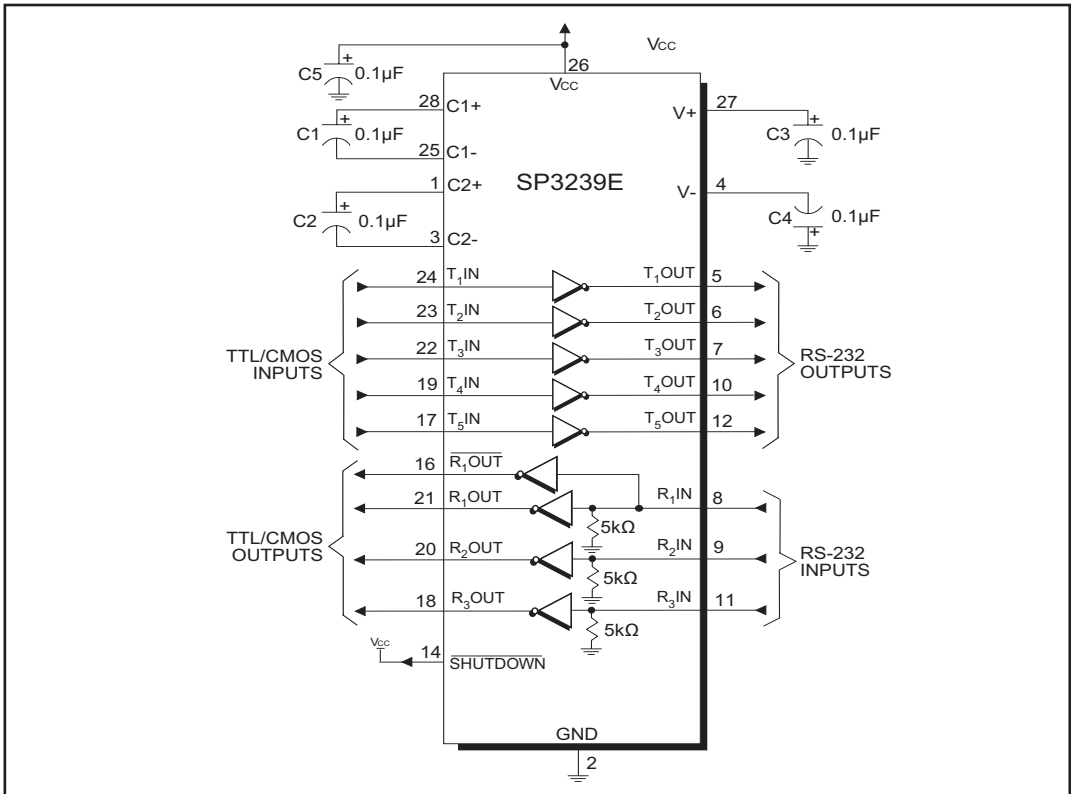 VCC
C5 + 0.1µF
26
VCC
28 C1+
C1 + 0.1µF
25 C1-
1 C2+
C2 + 0.1µF
3 C2-
SP3239E
V+ 27
+ C3 0.1µF
V- 4
C4 0.1µF +
TTL/CMOS
INPUTS
24 T1IN T1OUT 5
23 T2IN T2OUT 6
22 T3IN T3OUT 7
19 T4IN T4OUT 10
17 T5IN T5OUT 12
RS-232
OUTPUTS
TTL/CMOS
OUTPUTS
16 R1OUT
21 R1OUT R1IN 8
5kΩ
20 R2OUT R2IN 9
5kΩ
18 R3OUT R3IN 11
5kΩ
RS-232
INPUTS
VCC
14 SHUTDOWN
GND
2